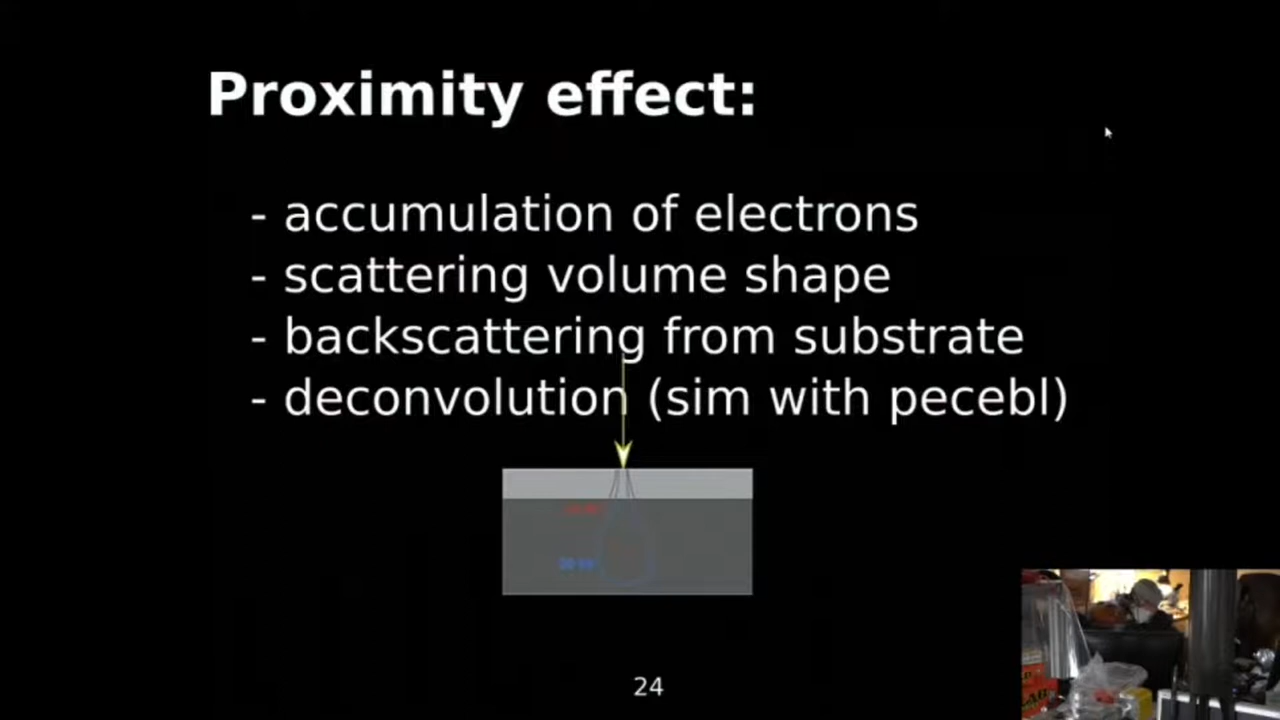 Proximity effect:
- accumulation of electrons
- scattering volume shape
- backscattering from substrate
- deconvolution (sim with pecebl)
24